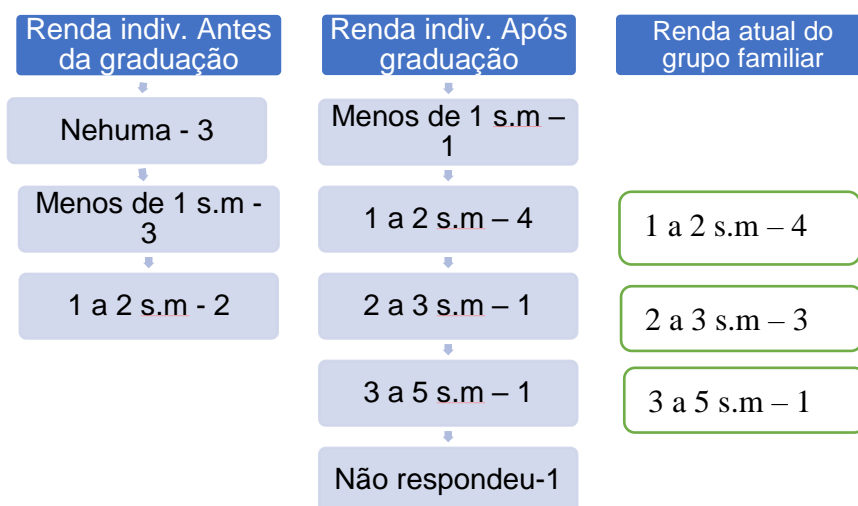 Renda indiv. Antes
da graduação
Nehuma - 3
Menos de 1 s.m -
3
1 a 2 s.m - 2
Renda indiv. Após
graduação
Menos de 1 s.m –
1
1 a 2 s.m – 4
2 a 3 s.m – 1
3 a 5 s.m – 1
Não respondeu-1
Renda atual do
grupo familiar
1 a 2 s.m – 4
2 a 3 s.m – 3
3 a 5 s.m – 1